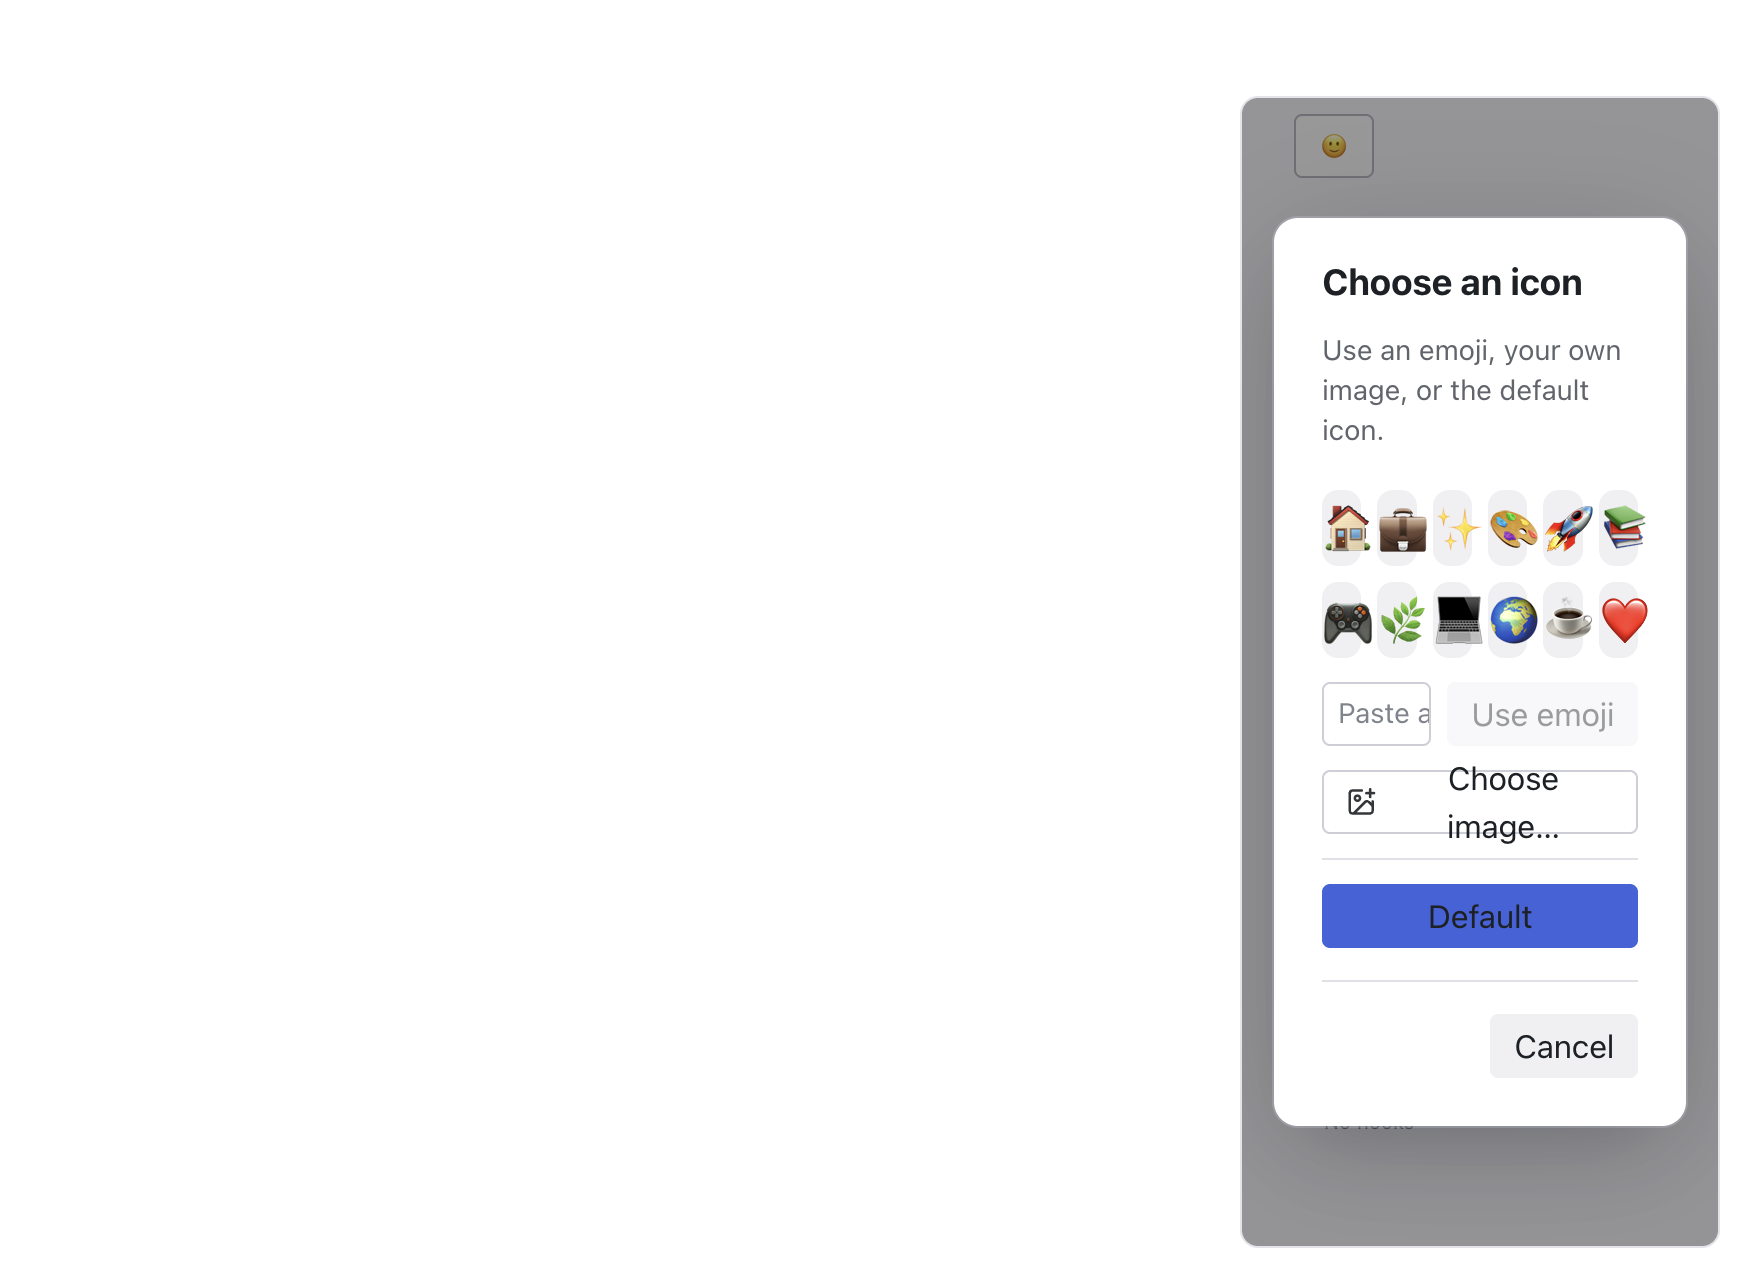 Choose an icon
Use an emoji, your own
image, or the default
icon.
Paste a
Use emoji
Choose
image...
Default
Cancel